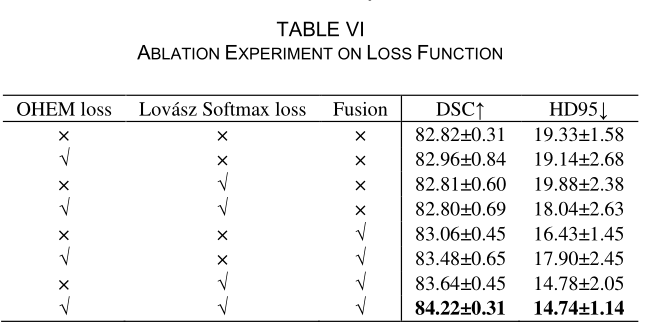 TABLE VI
ABLATION EXPERIMENT ON LOSS FUNCTION
OHEM loss Lovász Softmax loss Fusion DSC↑ HD95↓
× × × 82.82±0.31 19.33±1.58
√ × × 82.96±0.84 19.14±2.68
× √ × 82.81±0.60 19.88±2.38
√ √ × 82.80±0.69 18.04±2.63
× × √ 83.06±0.45 16.43±1.45
√ × √ 83.48±0.65 17.90±2.45
× √ √ 83.64±0.45 14.78±2.05
√ √ √ 84.22±0.31 14.74±1.14